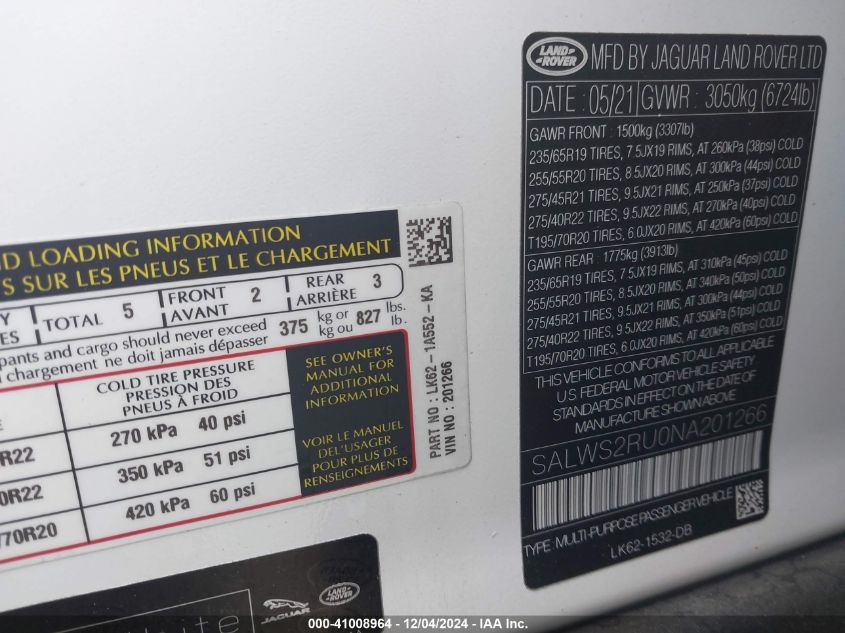 ND LOADING INFORMATION
S SUR LES PNEUS ET LE CHARGEMENT
TOTAL 5
FRONT 2
AVANT
REAR 3
ARRIÈRE
pants and cargo should never exceed 375 kg or 827 lbs.
chargement ne doit jamais dépasser kg ou lb.
COLD TIRE PRESSURE
PRESSION DES
PNEUS À FROID
R22 270 kPa 40 psi
0R22 350 kPa 51 psi
/70R20 420 kPa 60 psi
SEE OWNER'S
MANUAL FOR
ADDITIONAL
INFORMATION
VOIR LE MANUEL
DE L'USAGER
POUR PLUS DE
RENSEIGNEMENTS
PART NO : LK62-1A552-KA
VIN NO : 201266
LAND ROVER MFD BY JAGUAR LAND ROVER LTD
DATE : 05/21 GVWR : 3050kg (6724lb)
GAWR FRONT : 1500kg (3307lb)
235/65R19 TIRES, 7.5JX19 RIMS, AT 260kPa (38psi) COLD
255/55R20 TIRES, 8.5JX20 RIMS, AT 300kPa (44psi) COLD
275/45R21 TIRES, 9.5JX21 RIMS, AT 250kPa (37psi) COLD
275/40R22 TIRES, 9.5JX22 RIMS, AT 270kPa (40psi) COLD
T195/70R20 TIRES, 6.0JX20 RIMS, AT 420kPa (60psi) COLD
GAWR REAR : 1775kg (3913lb)
235/65R19 TIRES, 7.5JX19 RIMS, AT 310kPa (45psi) COLD
255/55R20 TIRES, 8.5JX20 RIMS, AT 340kPa (50psi) COLD
275/45R21 TIRES, 9.5JX21 RIMS, AT 300kPa (44psi) COLD
275/40R22 TIRES, 9.5JX22 RIMS, AT 350kPa (51psi) COLD
T195/70R20 TIRES, 6.0JX20 RIMS, AT 420kPa (60psi) COLD
THIS VEHICLE CONFORMS TO ALL APPLICABLE
U.S. FEDERAL MOTOR VEHICLE SAFETY
STANDARDS IN EFFECT ON THE DATE OF
MANUFACTURE SHOWN ABOVE
SALWS2RU0NA201266
TYPE : MULTI-PURPOSE PASSENGER VEHICLE
LK62-1532-DB
JAGUAR LAND ROVER
000-41008964 - 12/04/2024 - IAA Inc.